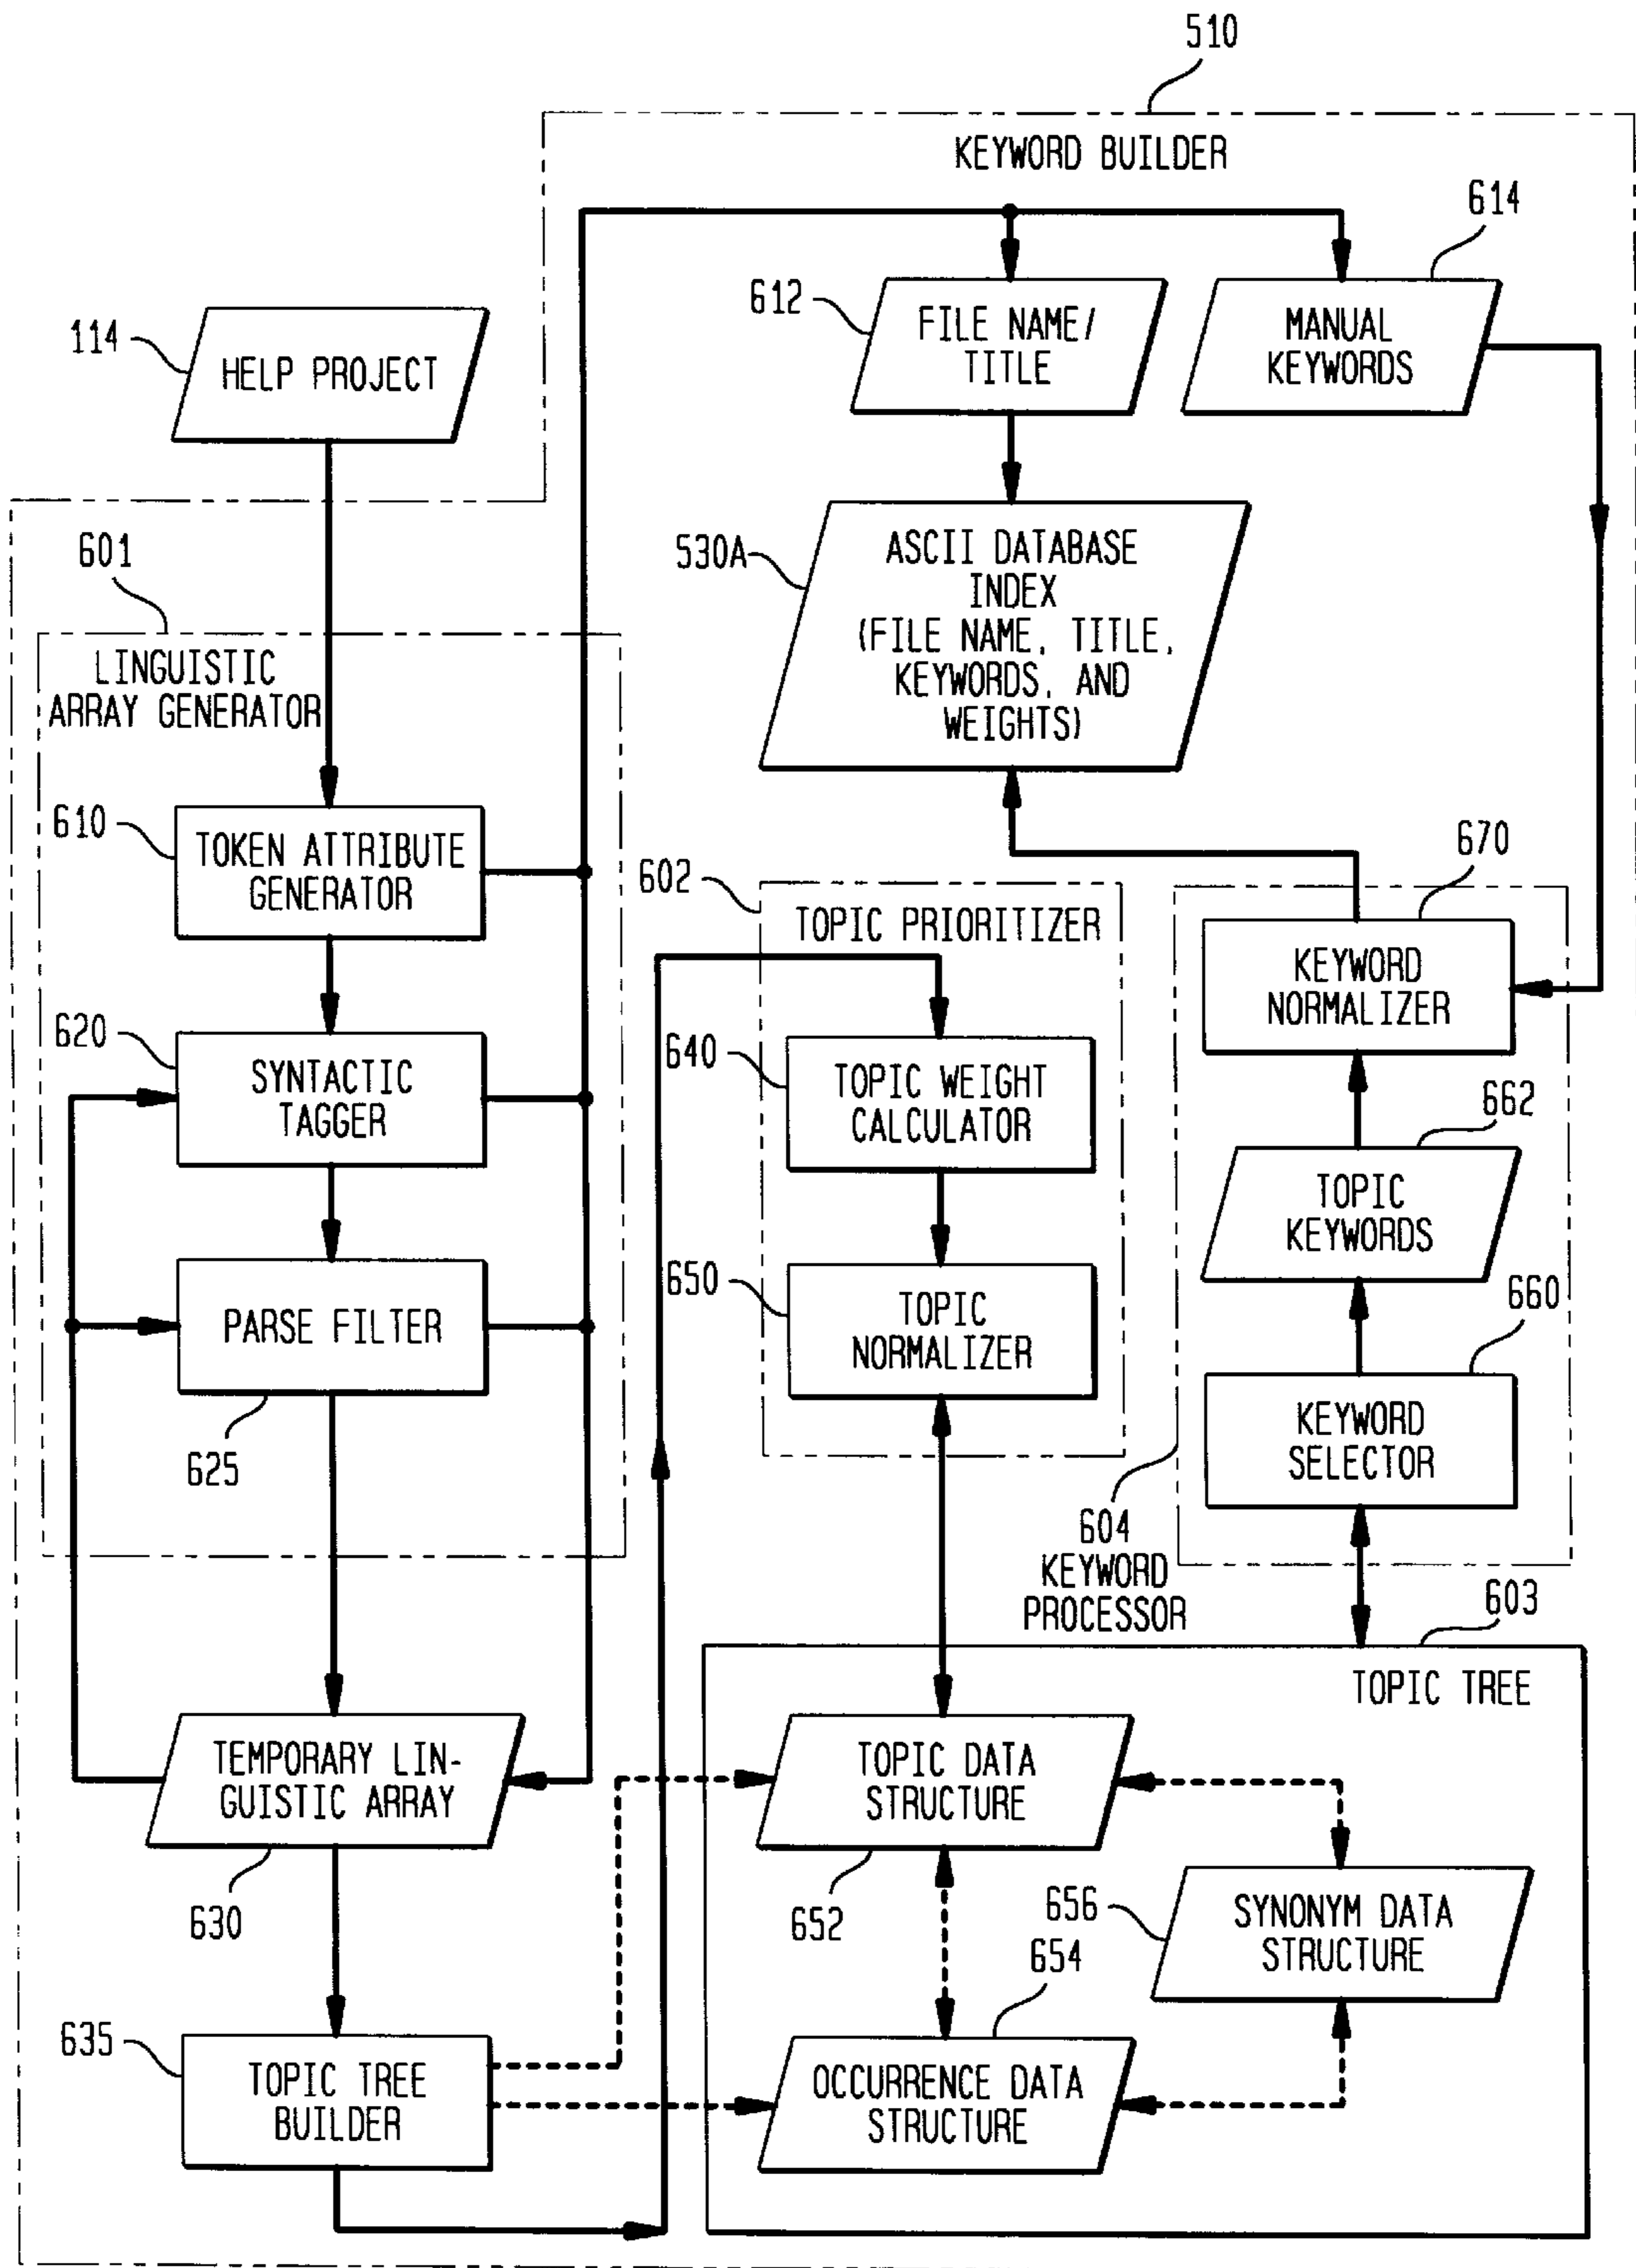 510
KEYWORD BUILDER
614
612
FILE NAME/
TITLE
MANUAL
KEYWORDS
114
HELP PROJECT
530A
ASCII DATABASE
INDEX
(FILE NAME, TITLE,
KEYWORDS, AND
WEIGHTS)
601
LINGUISTIC
ARRAY GENERATOR
610
TOKEN ATTRIBUTE
GENERATOR
602
TOPIC PRIORITIZER
670
KEYWORD
NORMALIZER
620
SYNTACTIC
TAGGER
640
TOPIC WEIGHT
CALCULATOR
662
TOPIC
KEYWORDS
PARSE FILTER
625
650
TOPIC
NORMALIZER
660
KEYWORD
SELECTOR
604
KEYWORD
PROCESSOR
603
TOPIC TREE
TEMPORARY LIN-
GUISTIC ARRAY
630
TOPIC DATA
STRUCTURE
652
656
SYNONYM DATA
STRUCTURE
654
635
TOPIC TREE
BUILDER
OCCURRENCE DATA
STRUCTURE